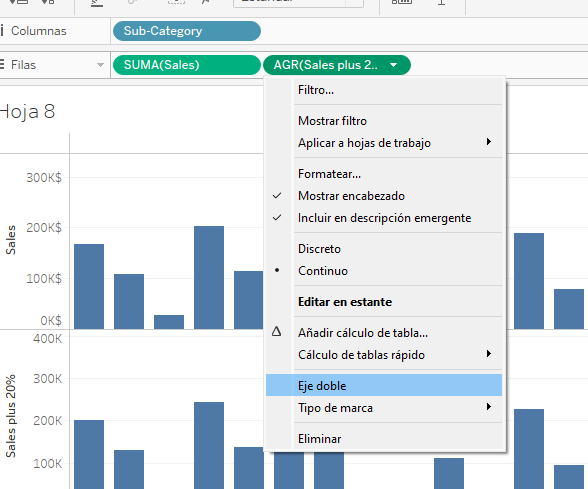 Columnas
Sub-Category
Filas
SUMA(Sales)
AGR(Sales plus 2..
Hoja 8
Filtro...
Mostrar filtro
Aplicar a hojas de trabajo
Formatear...
Mostrar encabezado
Incluir en descripción emergente
Discreto
Continuo
Editar en estante
Añadir cálculo de tabla...
Cálculo de tablas rápido
Eje doble
Tipo de marca
Eliminar
Sales
300K$
200K$
100K$
0K$
Sales plus 20%
400K
300K
200K
100K